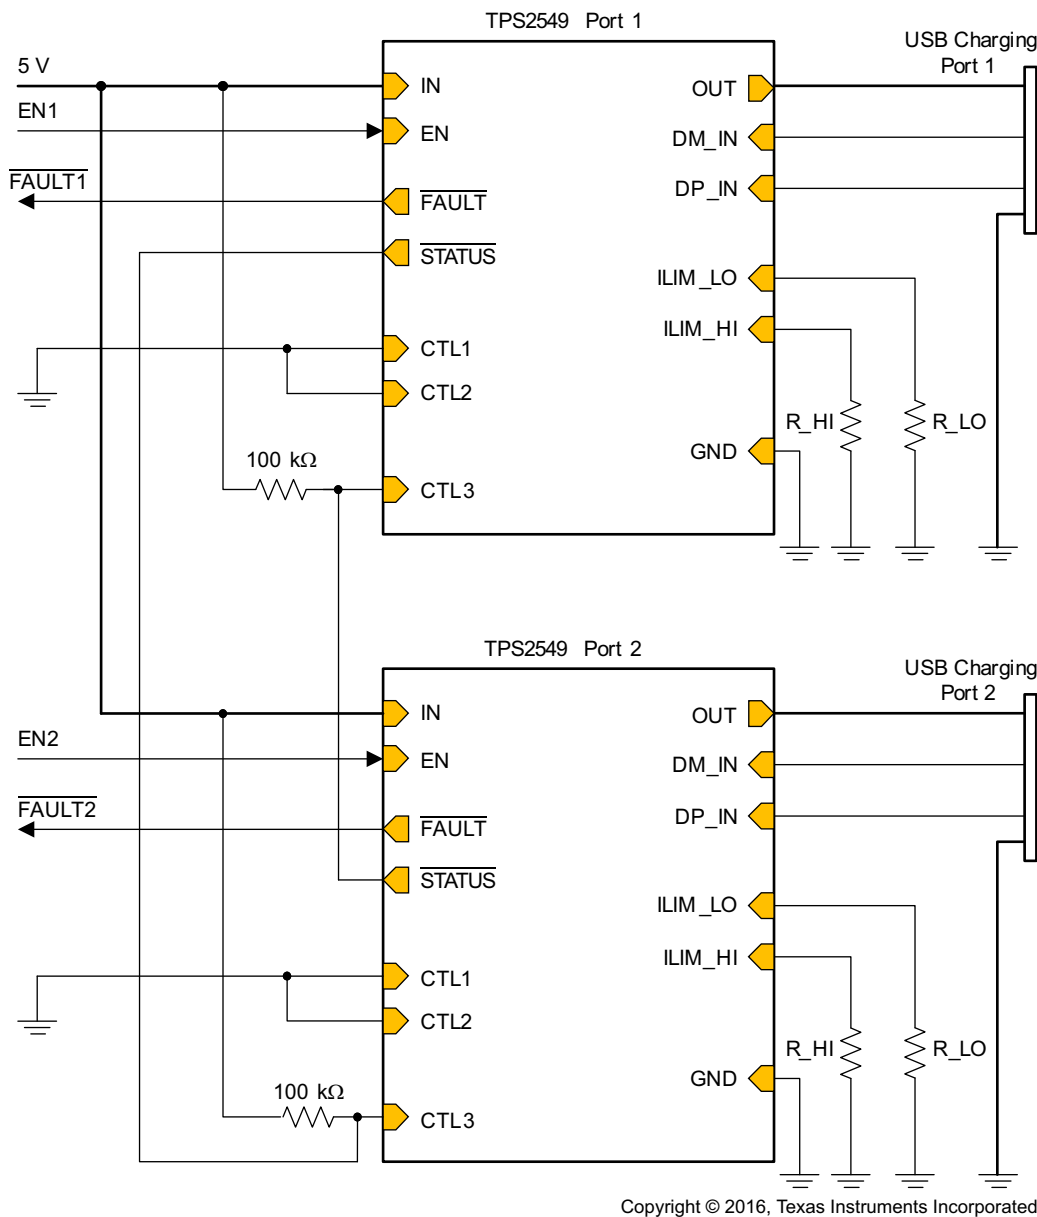 TPS2549 Port 1
USB Charging
Port 1
5 V
IN
OUT
EN1
EN
DM_IN
FAULT1
FAULT
DP_IN
STATUS
ILIM_LO
ILIM_HI
CTL1
CTL2
R_HI
R_LO
GND
100 kΩ
CTL3
TPS2549 Port 2
USB Charging
Port 2
IN
OUT
EN2
EN
DM_IN
FAULT2
FAULT
DP_IN
STATUS
ILIM_LO
ILIM_HI
CTL1
CTL2
R_HI
R_LO
GND
100 kΩ
CTL3
Copyright © 2016, Texas Instruments Incorporated